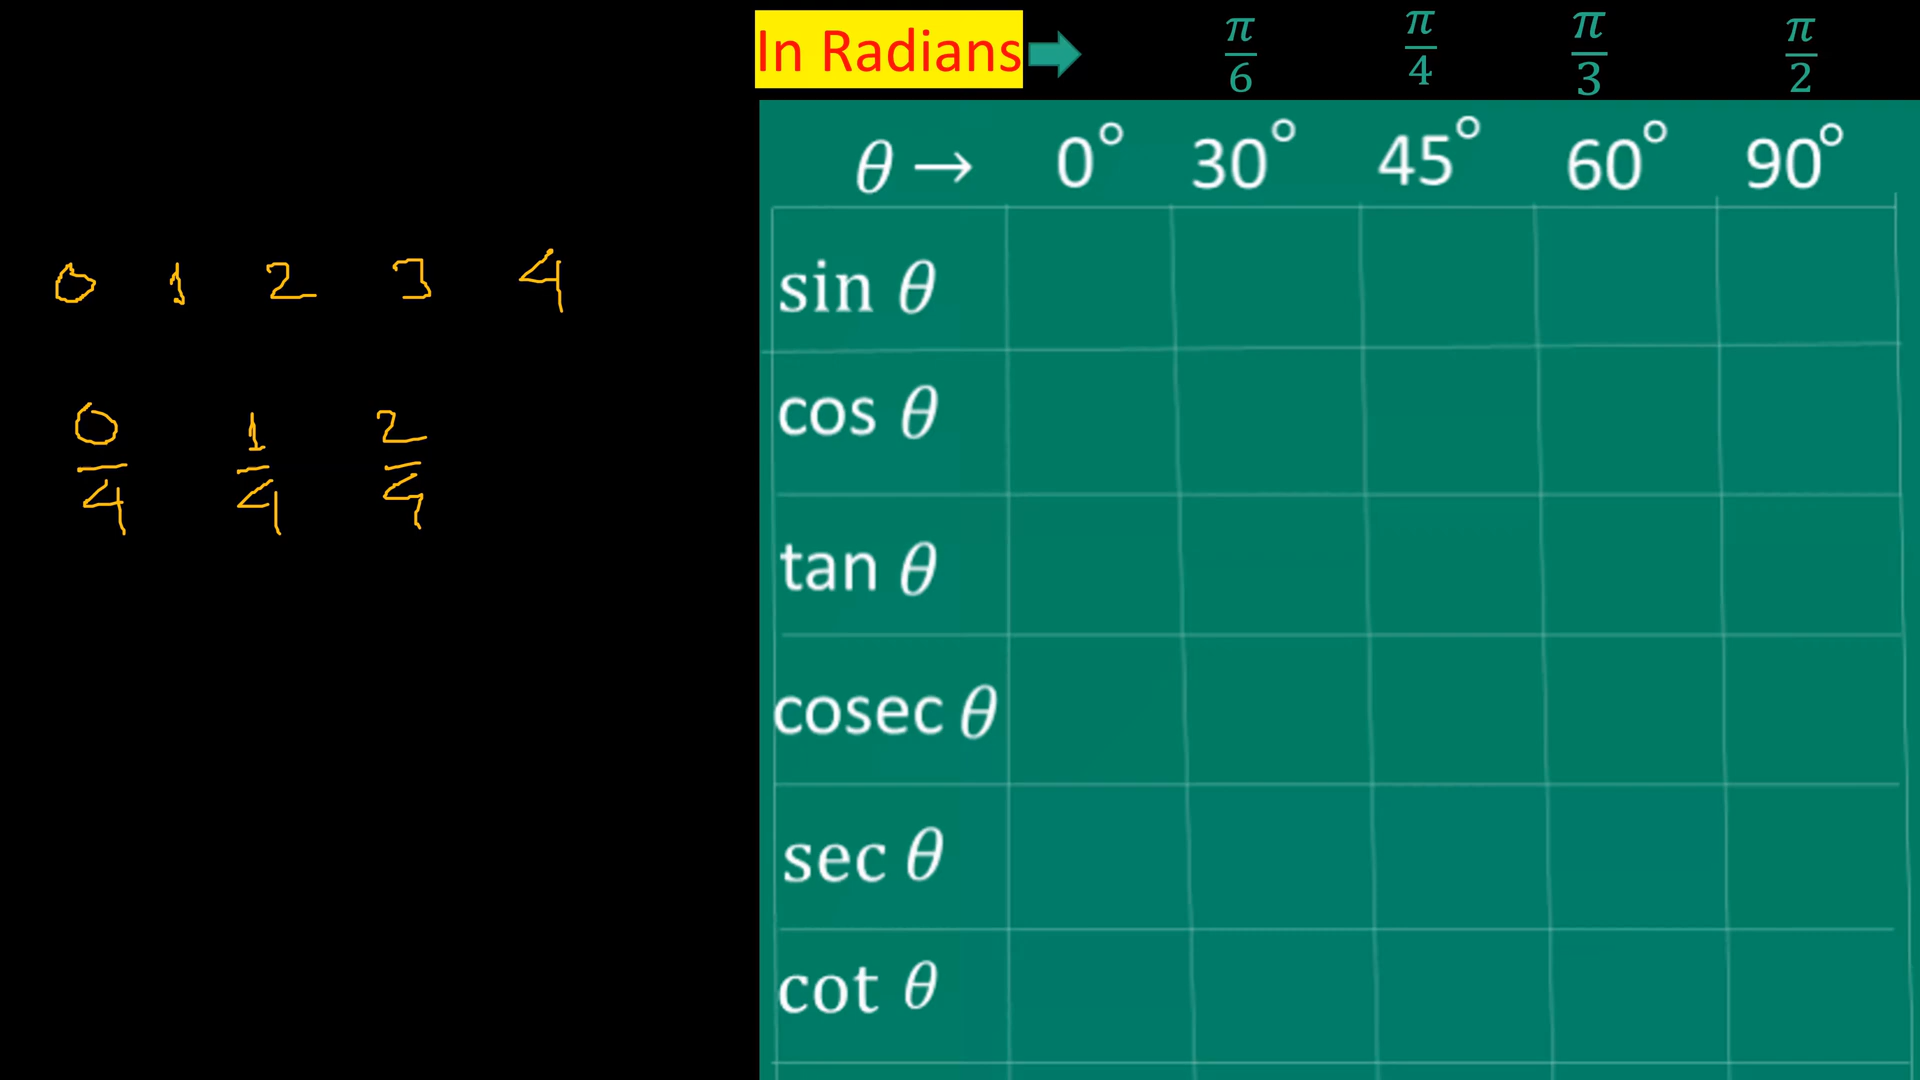 In Radians
π/6 π/4 π/3 π/2
θ → 0° 30° 45° 60° 90°
0 1 2 3 4
sin θ
0/4 1/4 2/4
cos θ
tan θ
cosec θ
sec θ
cot θ